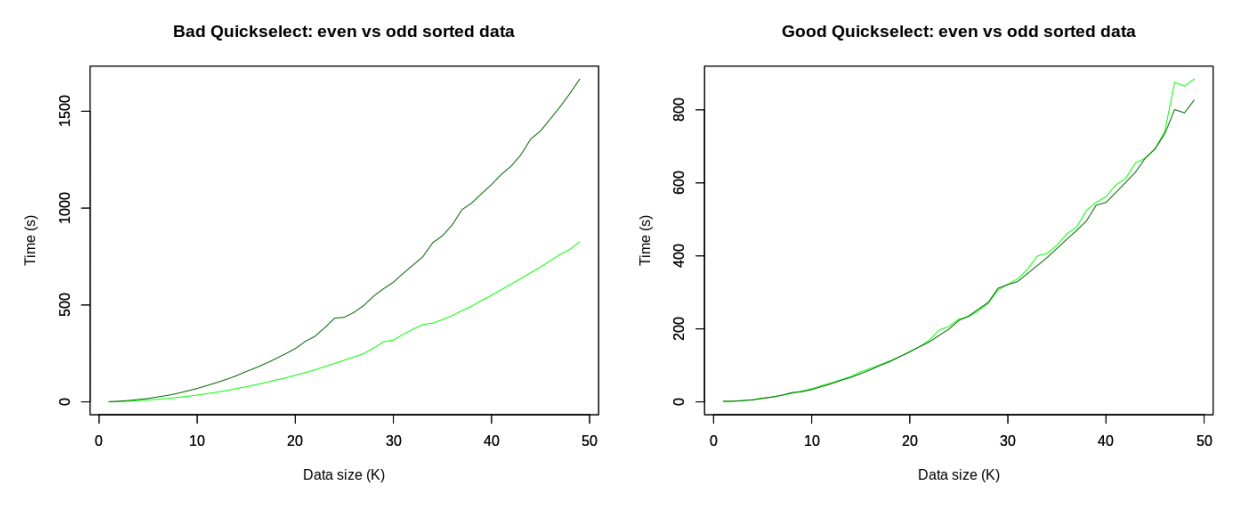 Bad Quickselect: even vs odd sorted data
Time (s)
1500
1000
500
0
0 10 20 30 40 50
Data size (K)
Good Quickselect: even vs odd sorted data
Time (s)
800
600
400
200
0
0 10 20 30 40 50
Data size (K)